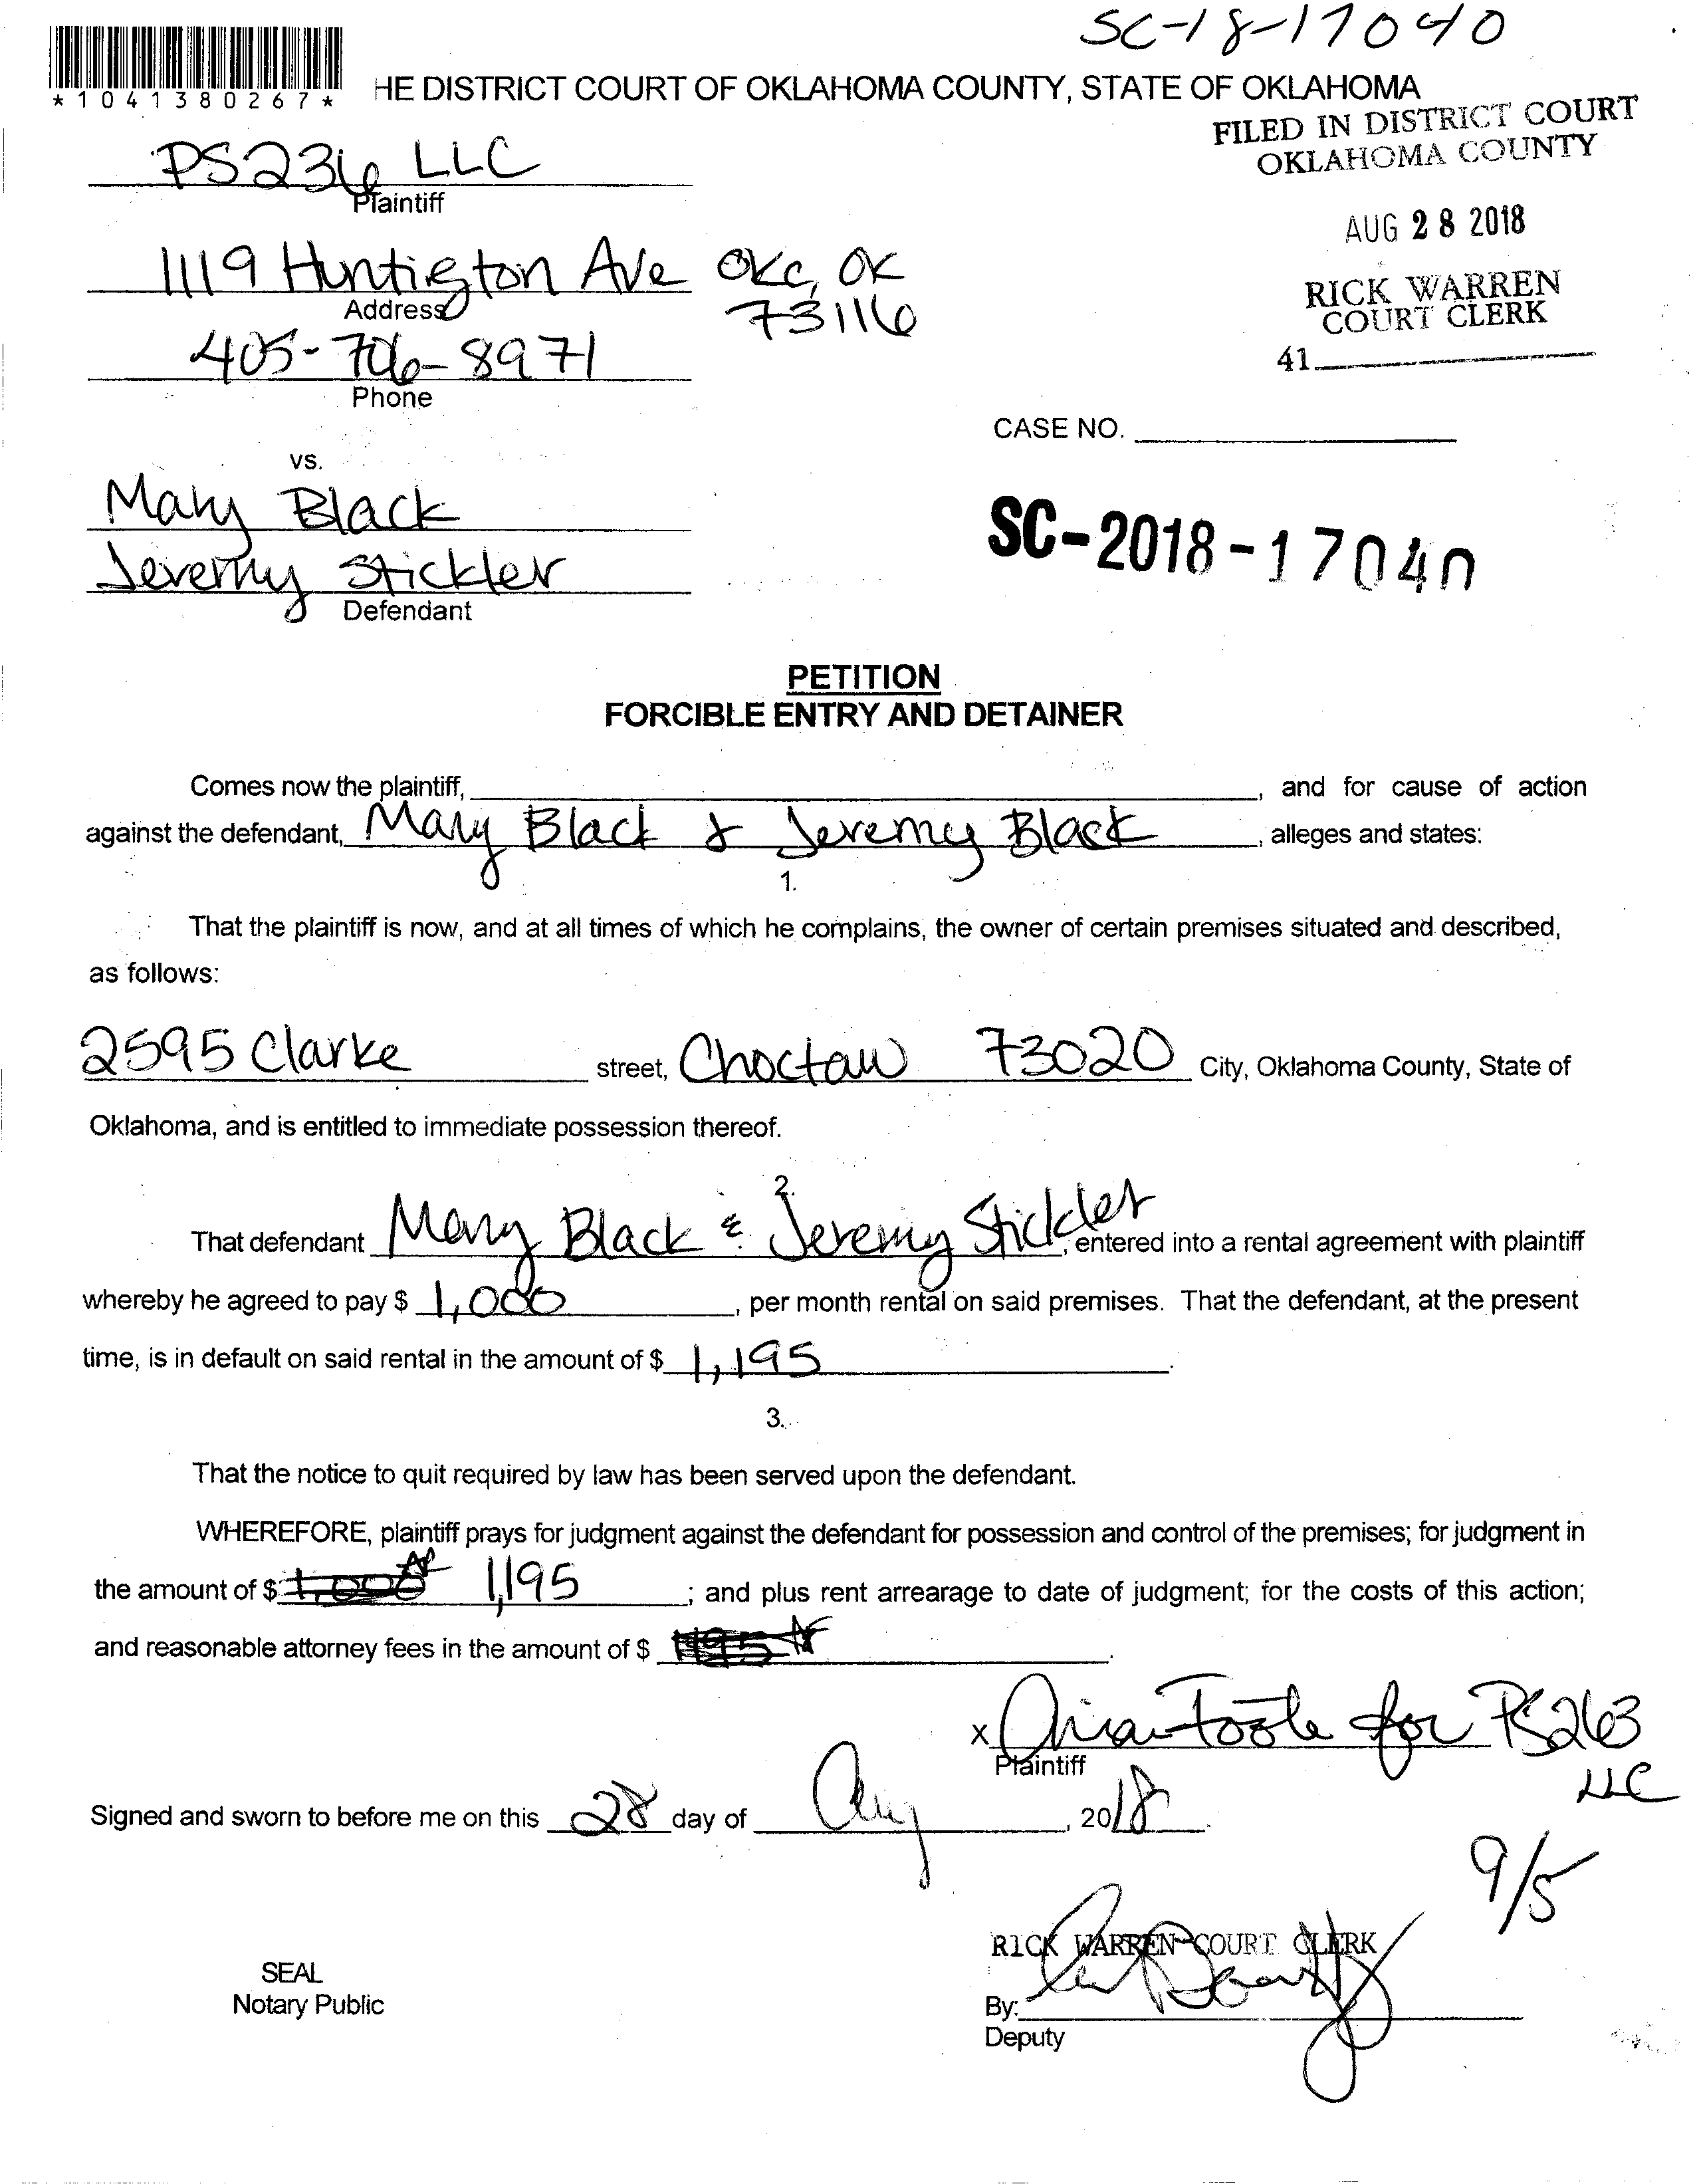 SC-18-17040
*1041380267*
HE DISTRICT COURT OF OKLAHOMA COUNTY, STATE OF OKLAHOMA
FILED IN DISTRICT COURT
OKLAHOMA COUNTY
PS236 LLC
Plaintiff
AUG 28 2018
1119 Huntigton Ave OKC, OK
73116
Address
RICK WARREN
COURT CLERK
405-706-8971
Phone
41
CASE NO.
vs.
Mary Black
SC-2018-17040
Jeremy Stickler
Defendant
PETITION
FORCIBLE ENTRY AND DETAINER
Comes now the plaintiff, , and for cause of action
against the defendant, Mary Black & Jeremy Black, alleges and states:
1.
That the plaintiff is now, and at all times of which he complains, the owner of certain premises situated and described,
as follows:
2595 Clarke street, Choctaw 73020 City, Oklahoma County, State of
Oklahoma, and is entitled to immediate possession thereof.
2.
That defendant Mary Black & Jeremy Stickler, entered into a rental agreement with plaintiff
whereby he agreed to pay $ 1,000, per month rental on said premises. That the defendant, at the present
time, is in default on said rental in the amount of $ 1,195.
3.
That the notice to quit required by law has been served upon the defendant.
WHEREFORE, plaintiff prays for judgment against the defendant for possession and control of the premises; for judgment in
the amount of $ 1,000 1,195; and plus rent arrearage to date of judgment; for the costs of this action;
and reasonable attorney fees in the amount of $ 1195.
x Foote for PS263
LLC
Plaintiff
Signed and sworn to before me on this 28 day of Aug, 2018.
9/5
RICK WARREN COURT CLERK
SEAL
Notary Public
By:
Deputy